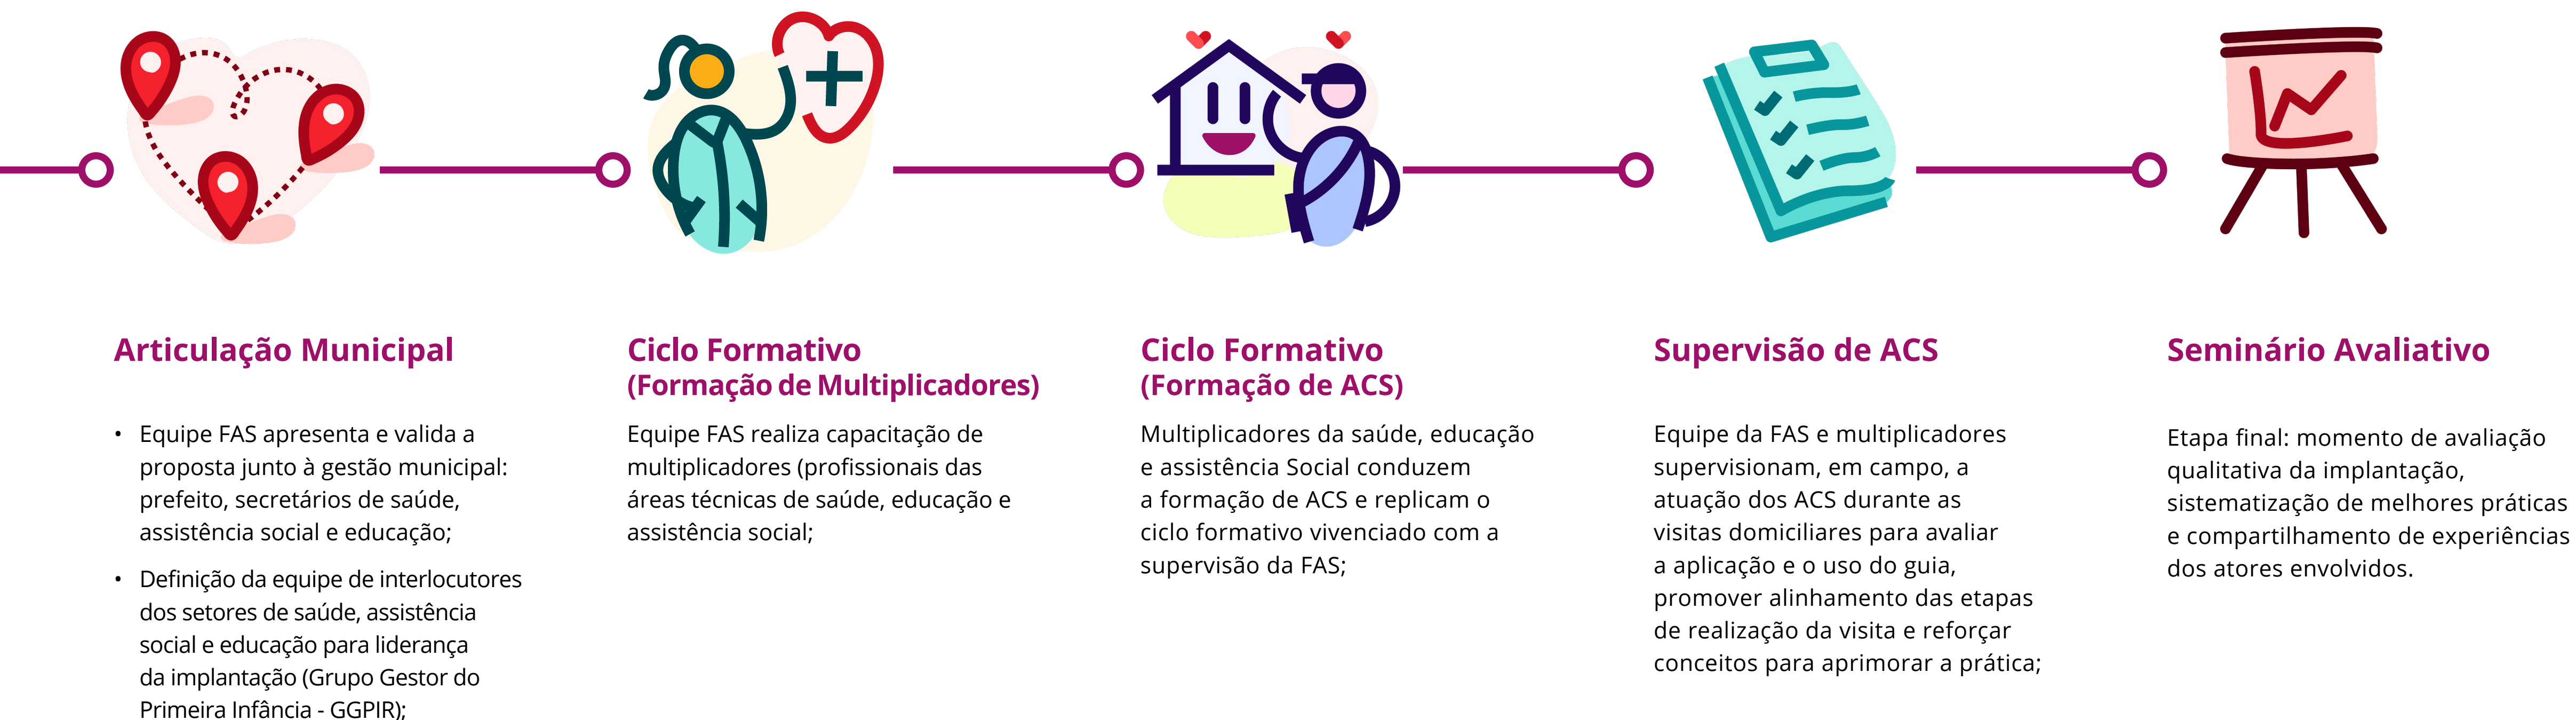 Articulação Municipal
• Equipe FAS apresenta e valida a
proposta junto à gestão municipal:
prefeito, secretários de saúde,
assistência social e educação;
• Definição da equipe de interlocutores
dos setores de saúde, assistência
social e educação para liderança
da implantação (Grupo Gestor do
Primeira Infância - GGPIR);
Ciclo Formativo
(Formação de Multiplicadores)
Equipe FAS realiza capacitação de
multiplicadores (profissionais das
áreas técnicas de saúde, educação e
assistência social;
Ciclo Formativo
(Formação de ACS)
Multiplicadores da saúde, educação
e assistência Social conduzem
a formação de ACS e replicam o
ciclo formativo vivenciado com a
supervisão da FAS;
Supervisão de ACS
Equipe da FAS e multiplicadores
supervisionam, em campo, a
atuação dos ACS durante as
visitas domiciliares para avaliar
a aplicação e o uso do guia,
promover alinhamento das etapas
de realização da visita e reforçar
conceitos para aprimorar a prática;
Seminário Avaliativo
Etapa final: momento de avaliação
qualitativa da implantação,
sistematização de melhores práticas
e compartilhamento de experiências
dos atores envolvidos.